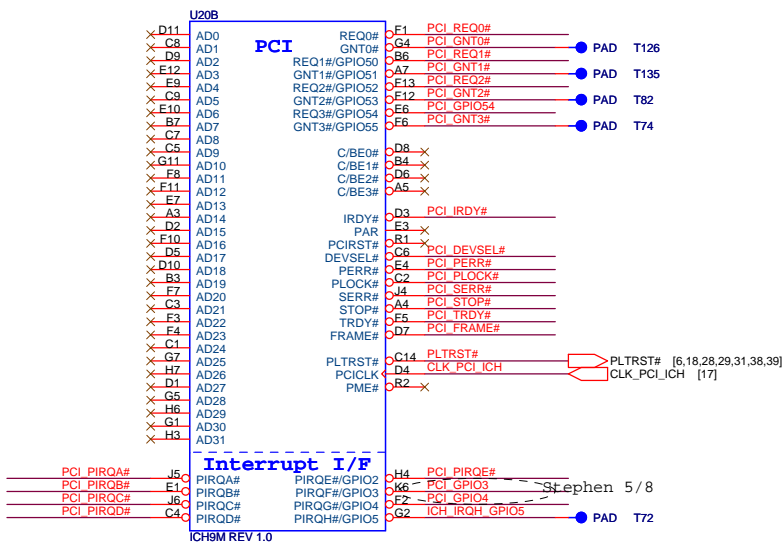 U20B
PCI
D11 AD0 REQ0# F1 PCI_REQ0#
C8 AD1 GNT0# G4 PCI_GNT0# PAD T126
D9 AD2 REQ1#/GPIO50 B6 PCI_REQ1#
E12 AD3 GNT1#/GPIO51 A7 PCI_GNT1# PAD T135
E9 AD4 REQ2#/GPIO52 F13 PCI_REQ2#
C9 AD5 GNT2#/GPIO53 F12 PCI_GNT2# PAD T82
E10 AD6 REQ3#/GPIO54 E6 PCI_GPIO54
B7 AD7 GNT3#/GPIO55 F6 PCI_GNT3# PAD T74
C7 AD8
C5 AD9 C/BE0# D8
G11 AD10 C/BE1# B4
F8 AD11 C/BE2# D6
F11 AD12 C/BE3# A5
E7 AD13
A3 AD14 IRDY# D3 PCI_IRDY#
D2 AD15 PAR E3
F10 AD16 PCIRST# R1
D5 AD17 DEVSEL# C6 PCI_DEVSEL#
D10 AD18 PERR# E4 PCI_PERR#
B3 AD19 PLOCK# C2 PCI_PLOCK#
F7 AD20 SERR# J4 PCI_SERR#
C3 AD21 STOP# A4 PCI_STOP#
F3 AD22 TRDY# F5 PCI_TRDY#
F4 AD23 FRAME# D7 PCI_FRAME#
C1 AD24
G7 AD25 PLTRST# C14 PLTRST# PLTRST# [6,18,28,29,31,38,39]
H7 AD26 PCICLK D4 CLK_PCI_ICH CLK_PCI_ICH [17]
D1 AD27 PME# R2
G5 AD28
H6 AD29
G1 AD30
H3 AD31
Interrupt I/F
PCI_PIRQA# J5 PIRQA# PIRQE#/GPIO2 H4 PCI_PIRQE#
PCI_PIRQB# E1 PIRQB# PIRQF#/GPIO3 K6 PCI_GPIO3 Stephen 5/8
PCI_PIRQC# J6 PIRQC# PIRQG#/GPIO4 F2 PCI_GPIO4
PCI_PIRQD# C4 PIRQD# PIRQH#/GPIO5 G2 ICH_IRQH_GPIO5 PAD T72
ICH9M REV 1.0